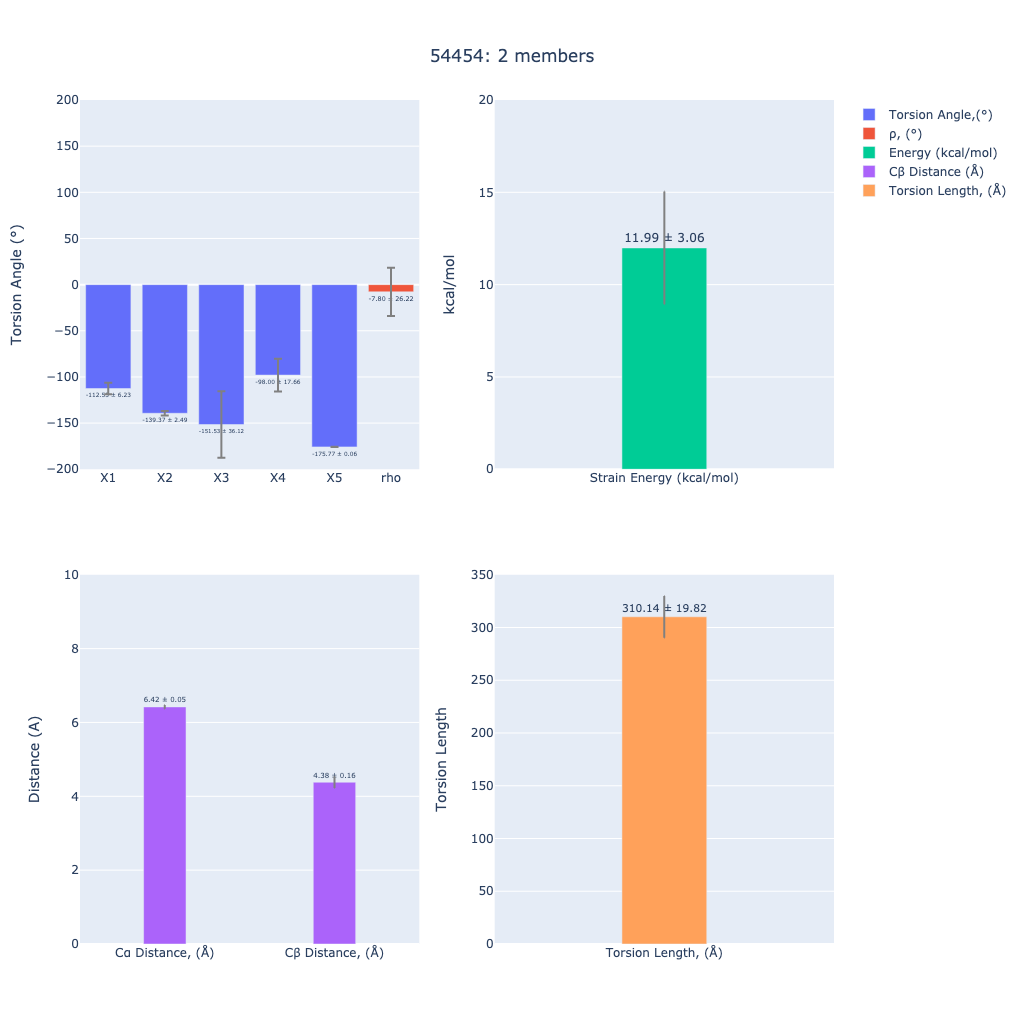 54454: 2 members
Torsion Angle (°)
200
150
100
50
0
−50
−100
−150
−200
-139.37 ± 2.49
-151.53 ± 36.12
-98.00 ± 17.66
-175.77 ± 0.06
-7.80 ± 26.22
X1
X2
X3
X4
X5
rho
kcal/mol
20
15
10
5
0
11.99 ± 3.06
Strain Energy (kcal/mol)
Torsion Angle,(°)
ρ, (°)
Energy (kcal/mol)
Cβ Distance (Å)
Torsion Length, (Å)
Distance (A)
10
8
6
4
2
0
6.42 ± 0.05
4.38 ± 0.16
Cα Distance, (Å)
Cβ Distance, (Å)
Torsion Length
350
300
250
200
150
100
50
0
310.14 ± 19.82
Torsion Length, (Å)